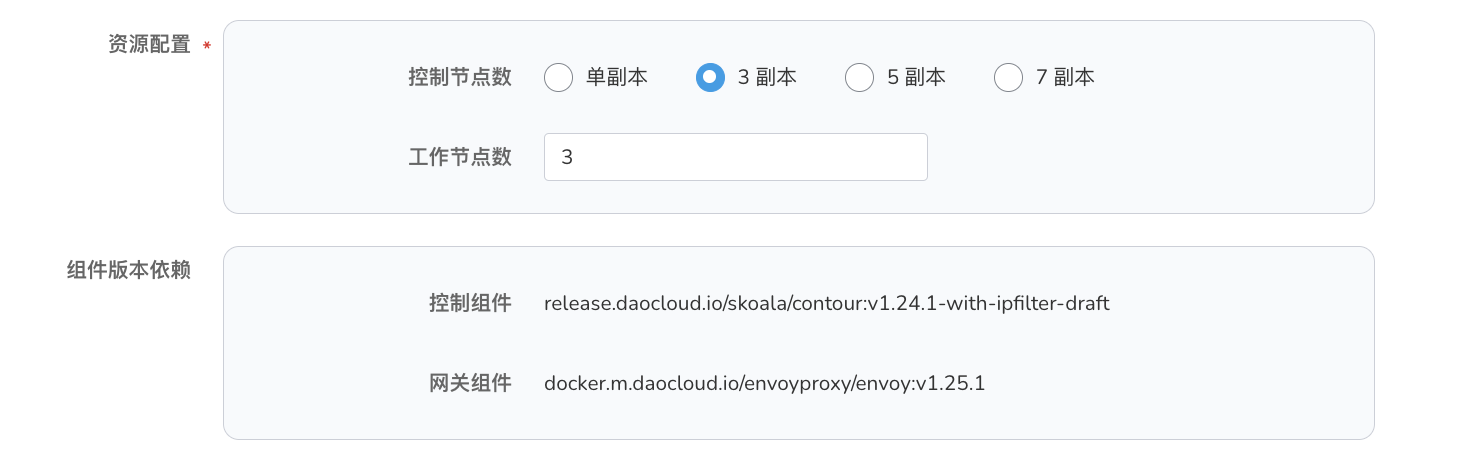 资源配置 *
控制节点数 单副本 3 副本 5 副本 7 副本
工作节点数 3
组件版本依赖
控制组件 release.daocloud.io/skoala/contour:v1.24.1-with-ipfilter-draft
网关组件 docker.m.daocloud.io/envoyproxy/envoy:v1.25.1